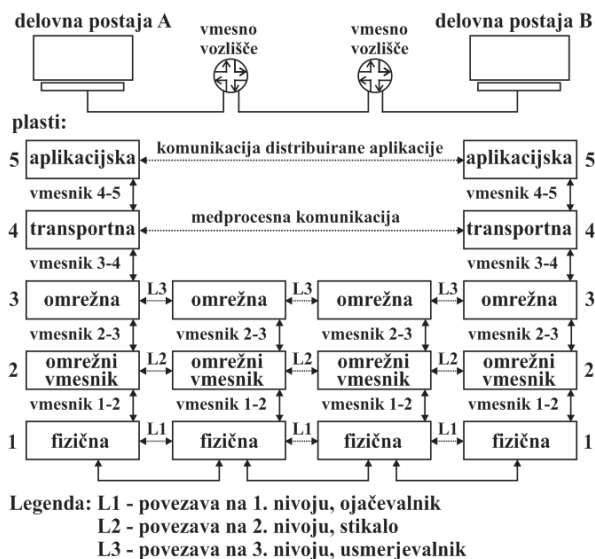 delovna postaja A
vmesno
vozlišče
vmesno
vozlišče
delovna postaja B
plasti:
5 aplikacijska komunikacija distribuirane aplikacije aplikacijska 5
vmesnik 4-5 vmesnik 4-5
4 transportna medprocesna komunikacija transportna 4
vmesnik 3-4 vmesnik 3-4
3 omrežna L3 omrežna L3 omrežna L3 omrežna 3
vmesnik 2-3 vmesnik 2-3 vmesnik 2-3 vmesnik 2-3
2 omrežni vmesnik L2 omrežni vmesnik L2 omrežni vmesnik L2 omrežni vmesnik 2
vmesnik 1-2 vmesnik 1-2 vmesnik 1-2 vmesnik 1-2
1 fizična L1 fizična L1 fizična L1 fizična 1
Legenda: L1 - povezava na 1. nivoju, ojačevalnik
L2 - povezava na 2. nivoju, stikalo
L3 - povezava na 3. nivoju, usmerjevalnik